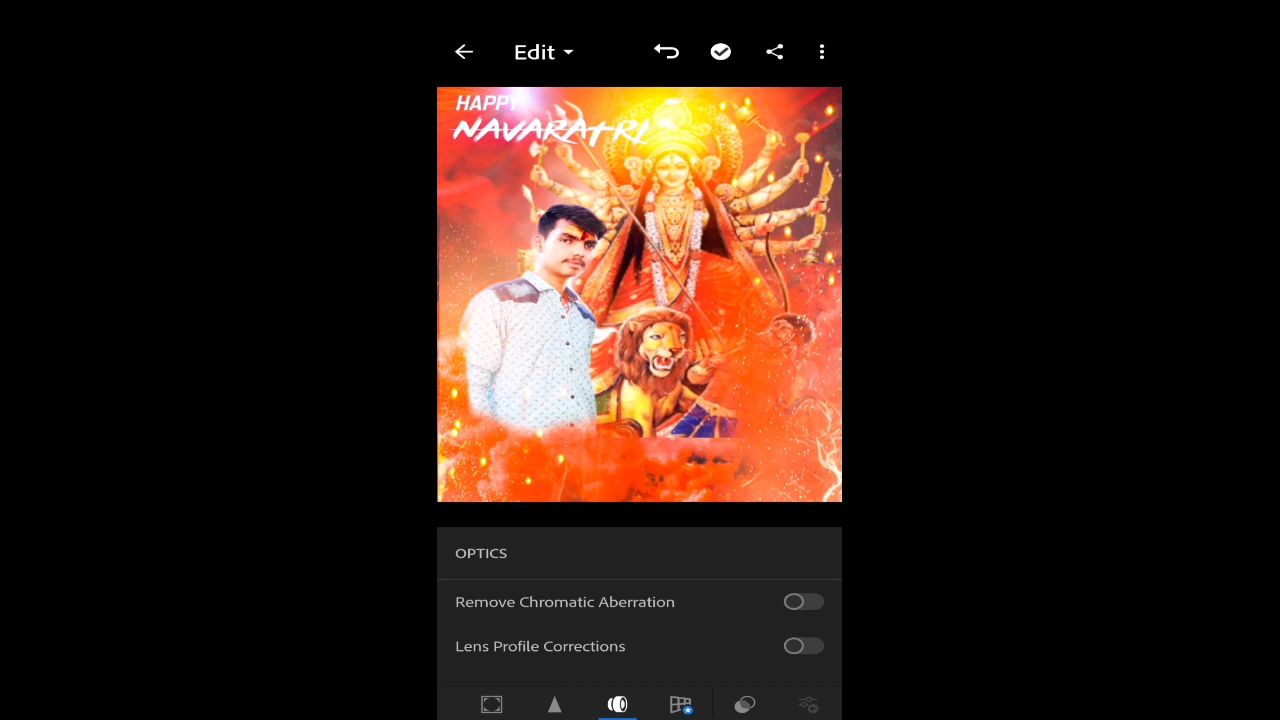 Edit
HAPPY
NAVARATRI
OPTICS
Remove Chromatic Aberration
Lens Profile Corrections